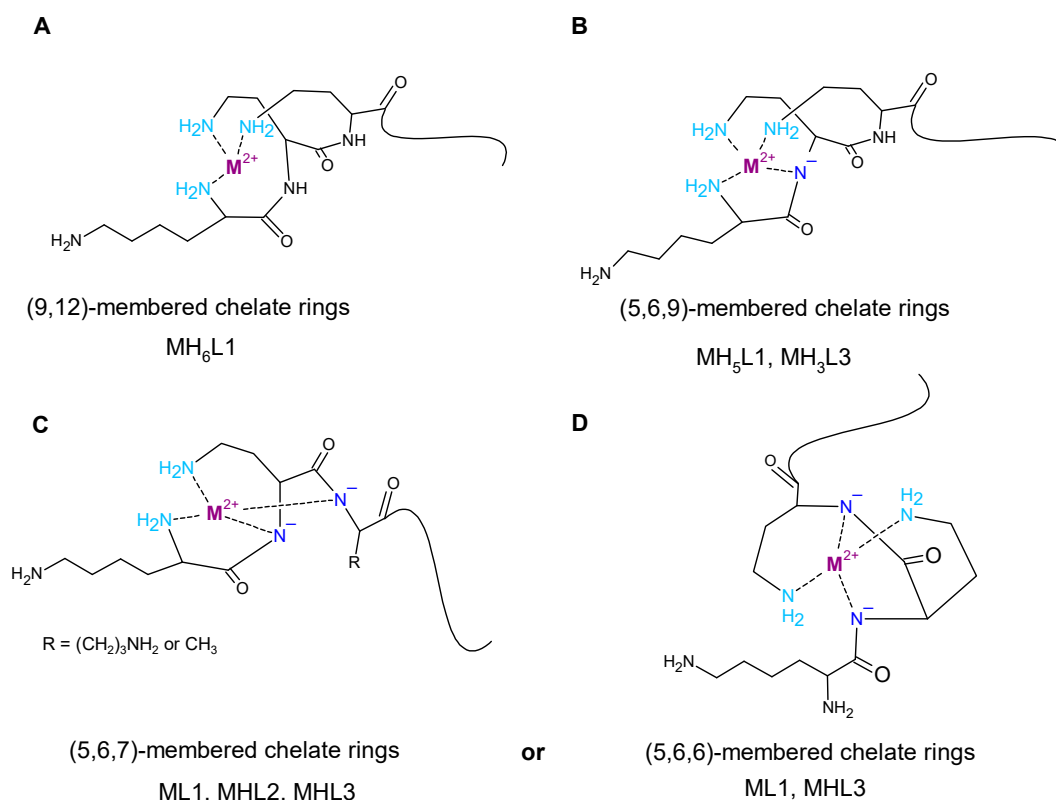 A
O
H₂N
NH₂
NH
M²⁺
O
H₂N
NH
H₂N
O
(9,12)-membered chelate rings
MH₆L1
B
O
H₂N
NH₂
NH
M²⁺
O
N⁻
H₂N
O
H₂N
(5,6,9)-membered chelate rings
MH₅L1, MH₃L3
C
O
H₂N
O
N⁻
M²⁺
H₂N
N⁻
R
H₂N
O
R = (CH₂)₃NH₂ or CH₃
(5,6,7)-membered chelate rings
ML1, MHL2, MHL3
or
D
O
N⁻
H₂
N
M²⁺
O
N
H₂
N⁻
H₂N
O
NH₂
(5,6,6)-membered chelate rings
ML1, MHL3